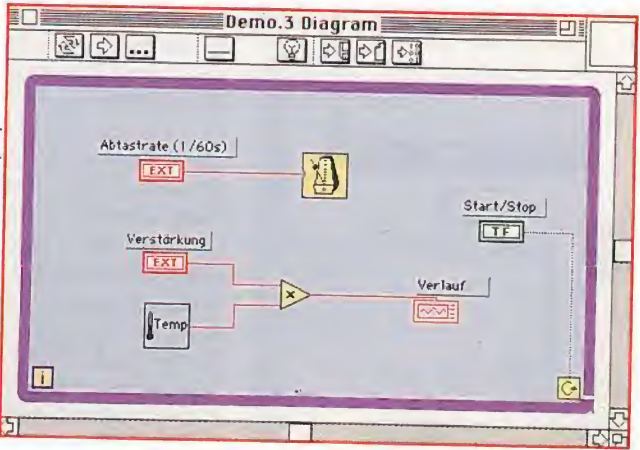 Demo.3 Diagram
...
Abtastrate (1/60s)
EXT
Start/Stop
TF
Verstärkung
EXT
Verlauf
x
Temp
i